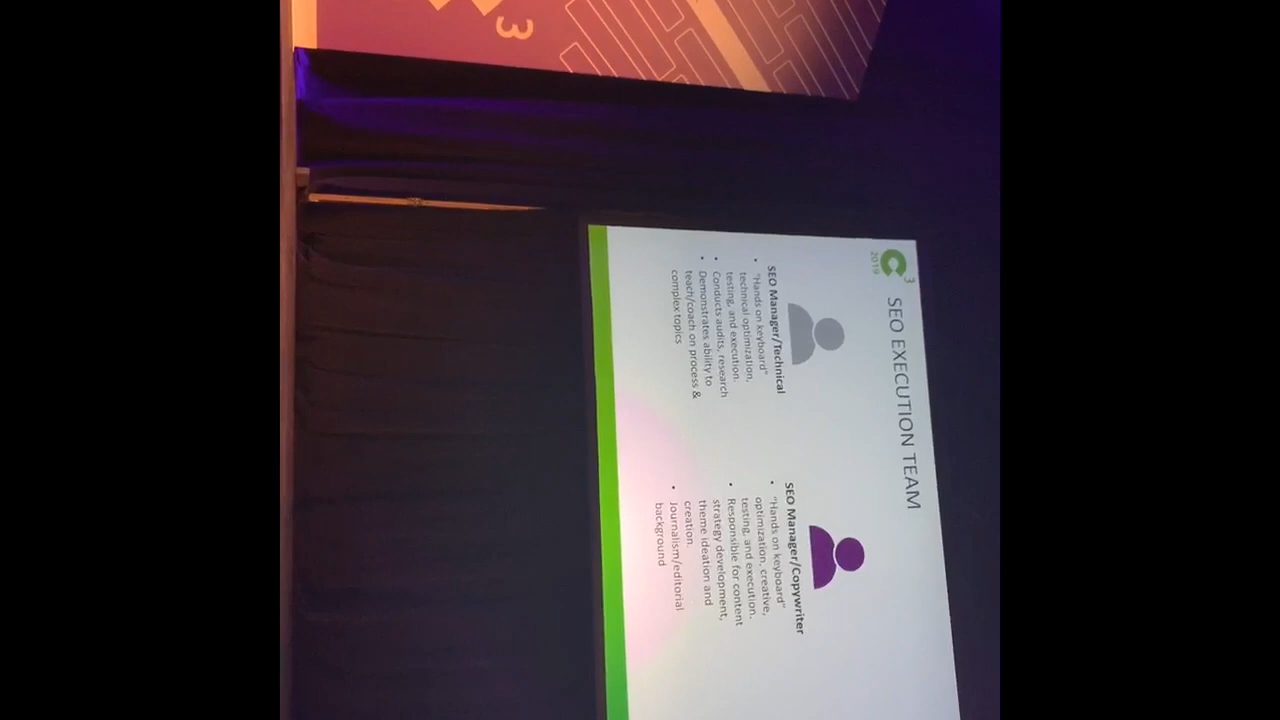 3
C3
2019
SEO EXECUTION TEAM
SEO Manager/Technical
• "Hands on keyboard"
technical optimization,
testing, and execution.
• Conducts audits, research
• Demonstrates ability to
teach/coach on process &
complex topics
SEO Manager/Copywriter
• "Hands on keyboard"
optimization, creative,
testing, and execution.
• Responsible for content
strategy development,
theme ideation and
creation.
• Journalism/editorial
background